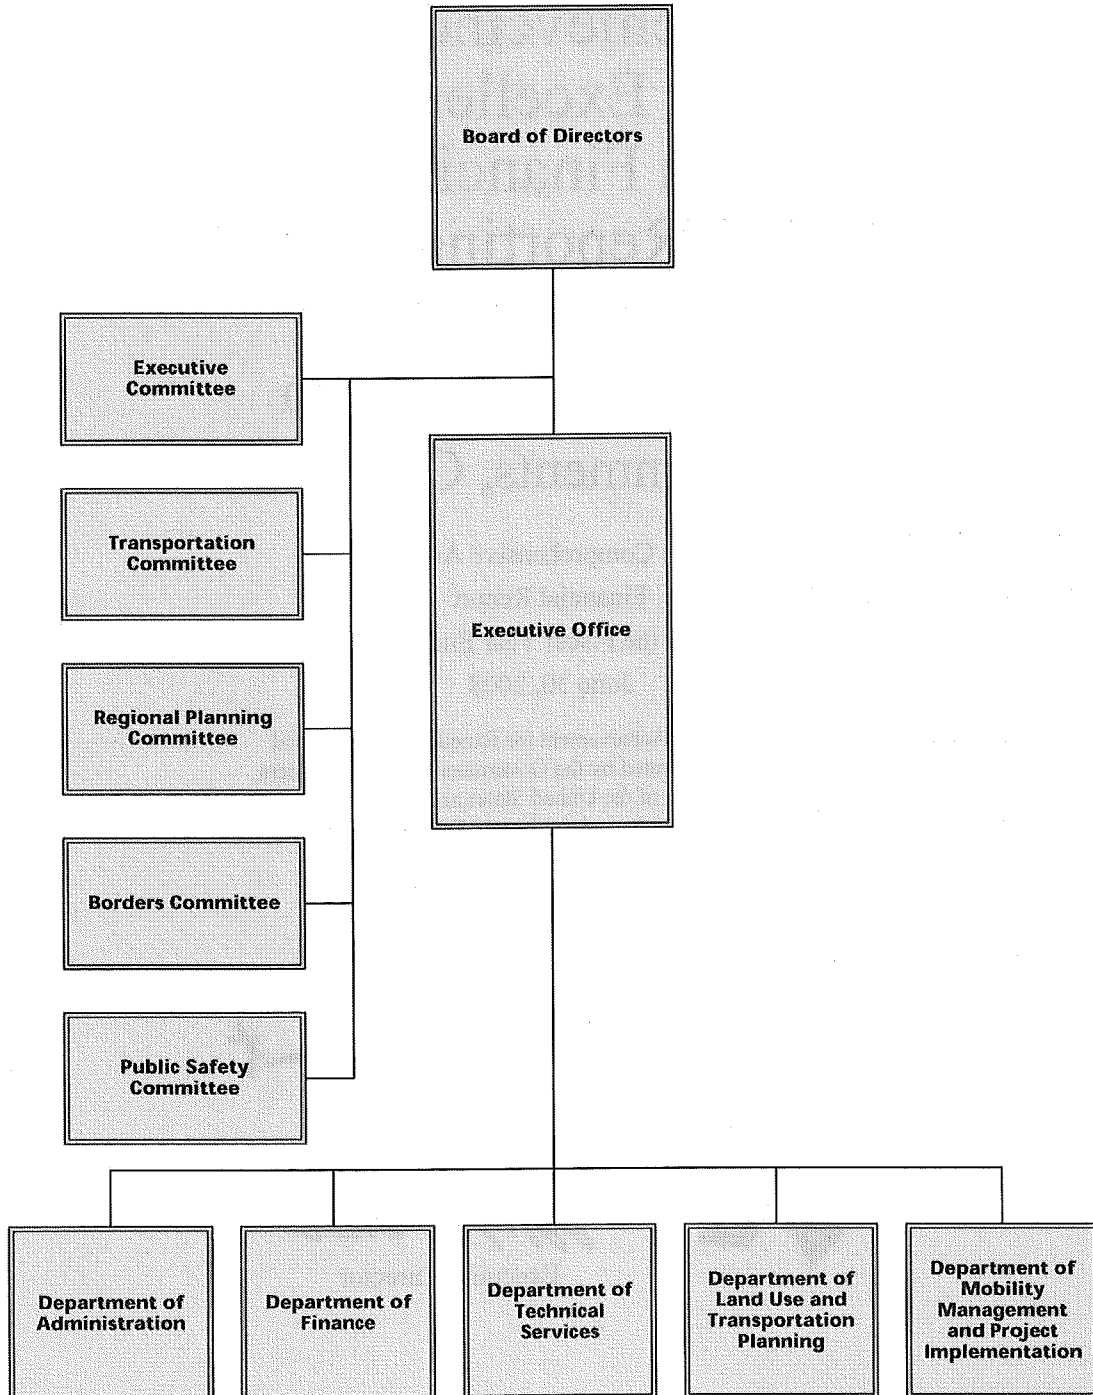 Board of Directors
Executive
Committee
Transportation
Committee
Executive Office
Regional Planning
Committee
Borders Committee
Public Safety
Committee
Department of
Administration
Department of
Finance
Department of
Technical
Services
Department of
Land Use and
Transportation
Planning
Department of
Mobility
Management
and Project
Implementation